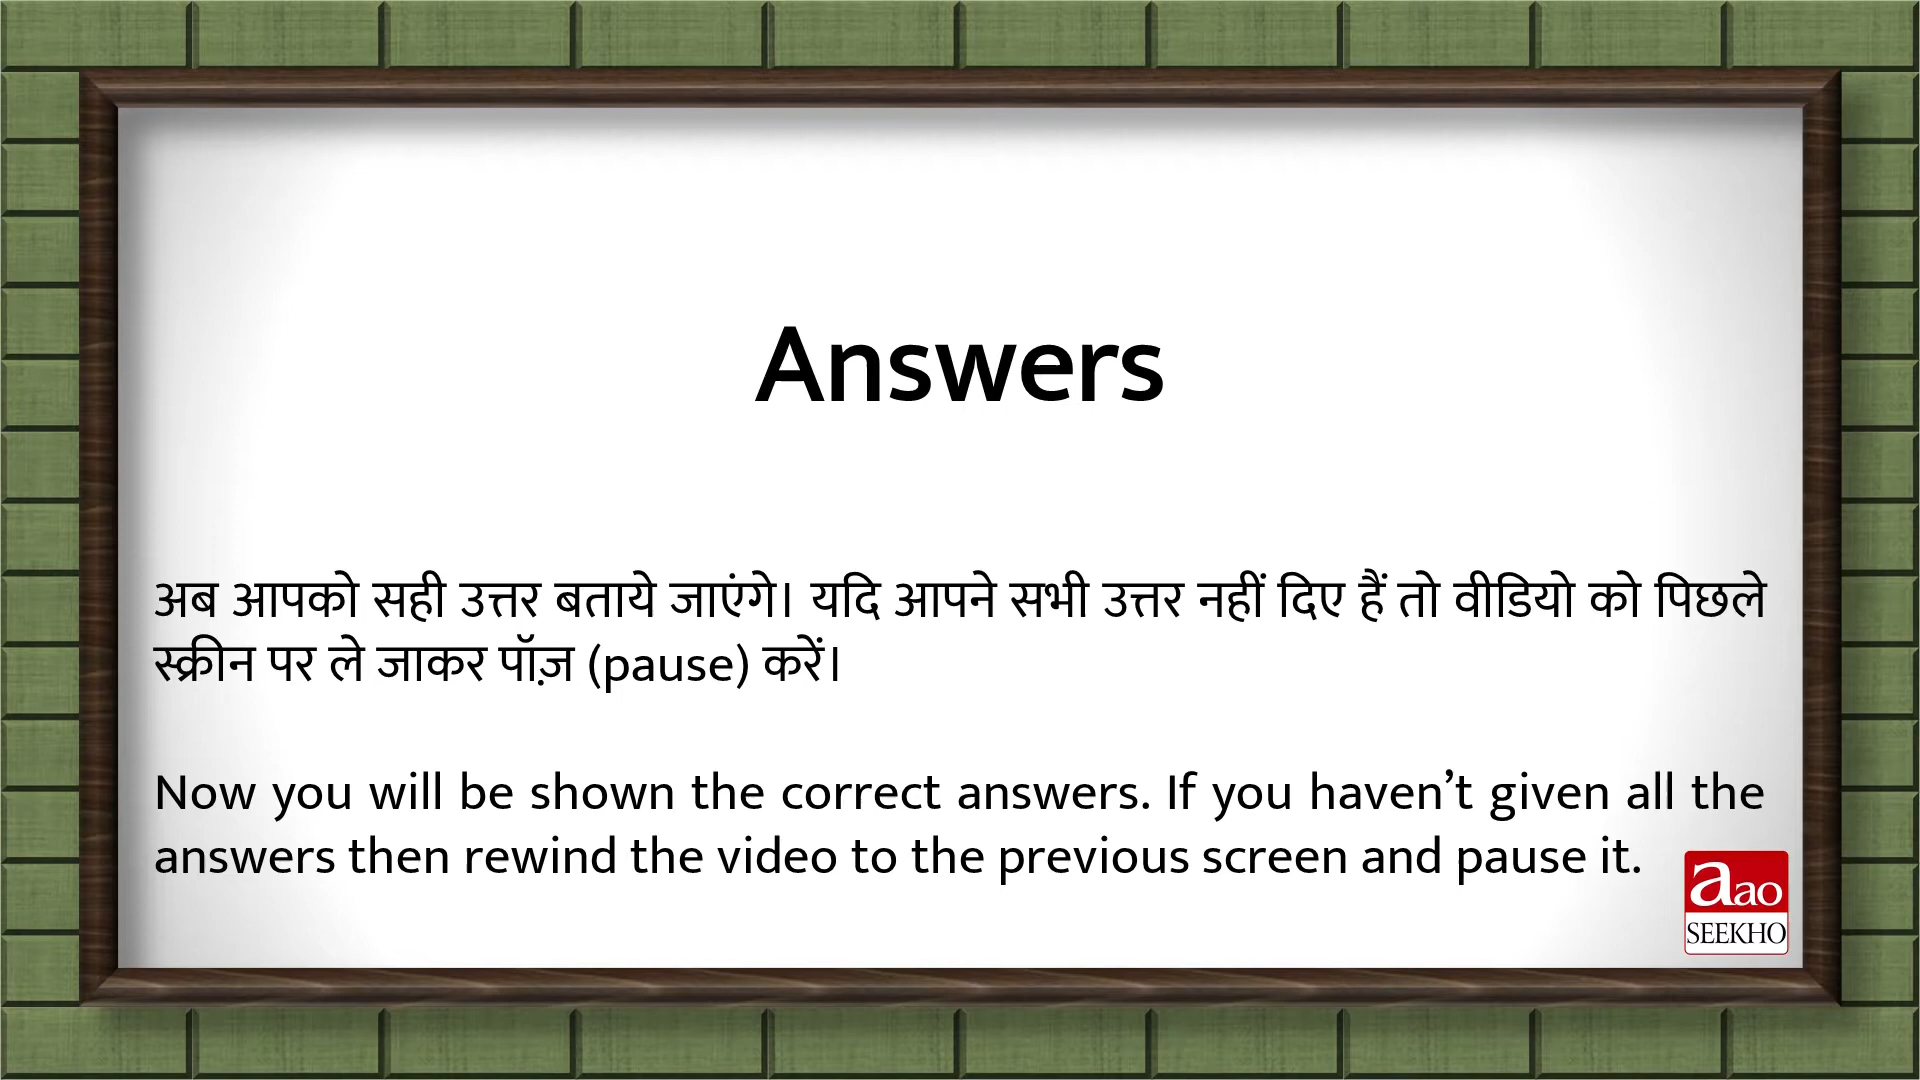 Answers
अब आपको सही उत्तर बताये जाएंगे। यदि आपने सभी उत्तर नहीं दिए हैं तो वीडियो को पिछले
स्क्रीन पर ले जाकर पॉज़ (pause) करें।
Now you will be shown the correct answers. If you haven’t given all the
answers then rewind the video to the previous screen and pause it.
aao
SEEKHO